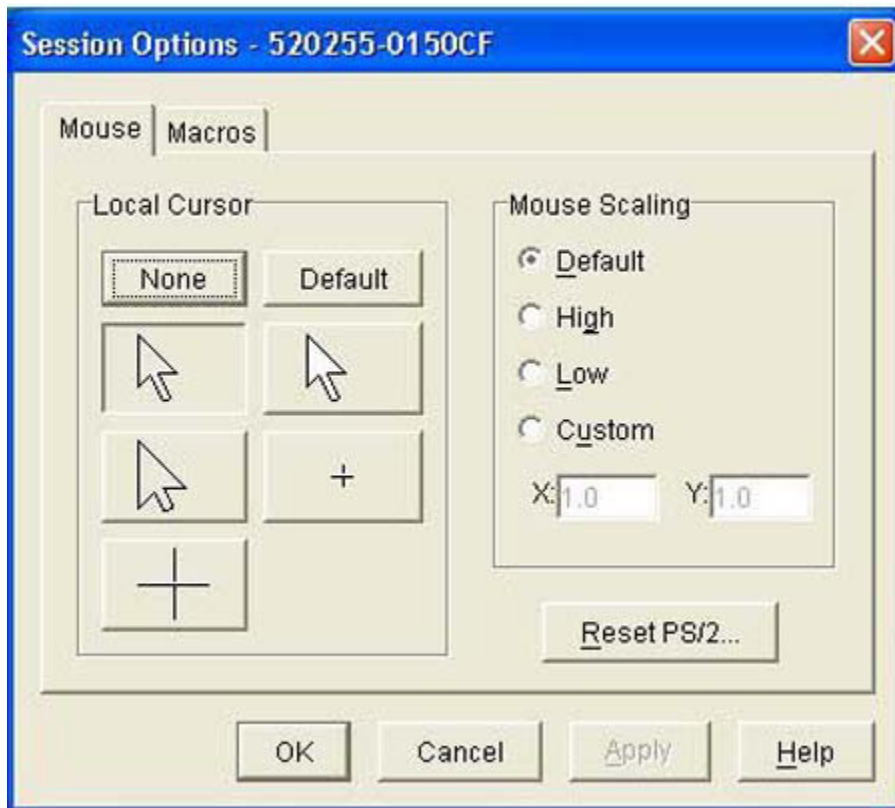 Session Options - 520255-0150CF
Mouse
Macros
Local Cursor
None
Default
Mouse Scaling
Default
High
Low
Custom
X: 1.0 Y: 1.0
Reset PS/2...
OK
Cancel
Apply
Help